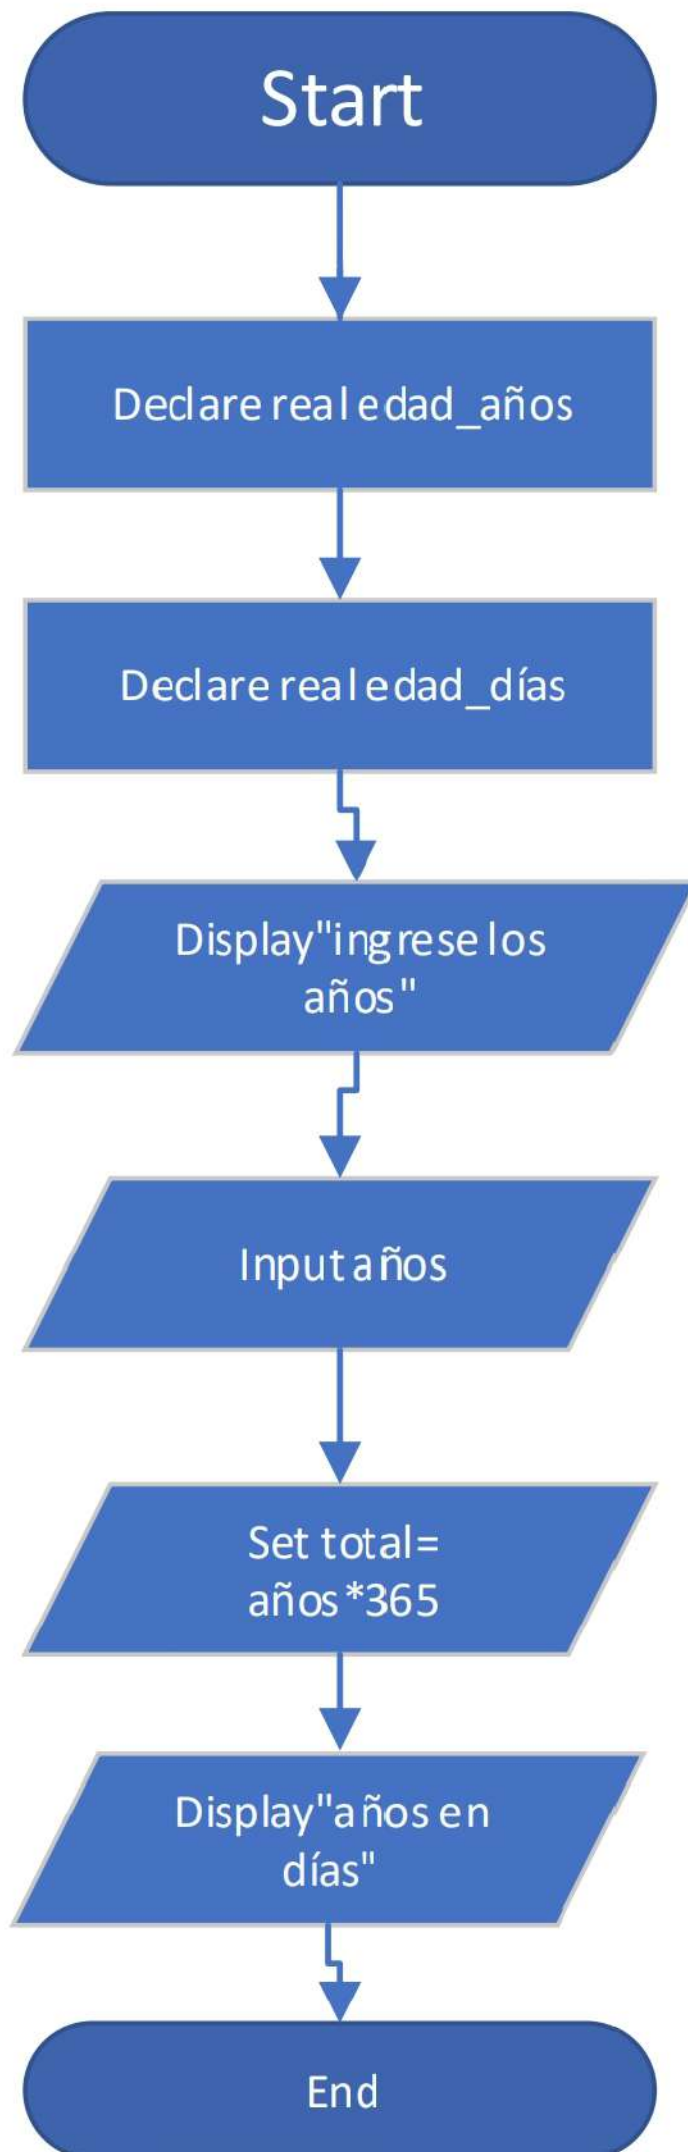 Start
Declare real edad_años
Declare real edad_días
Display"ingrese los
años"
Input años
Set total=
años*365
Display"años en
días"
End